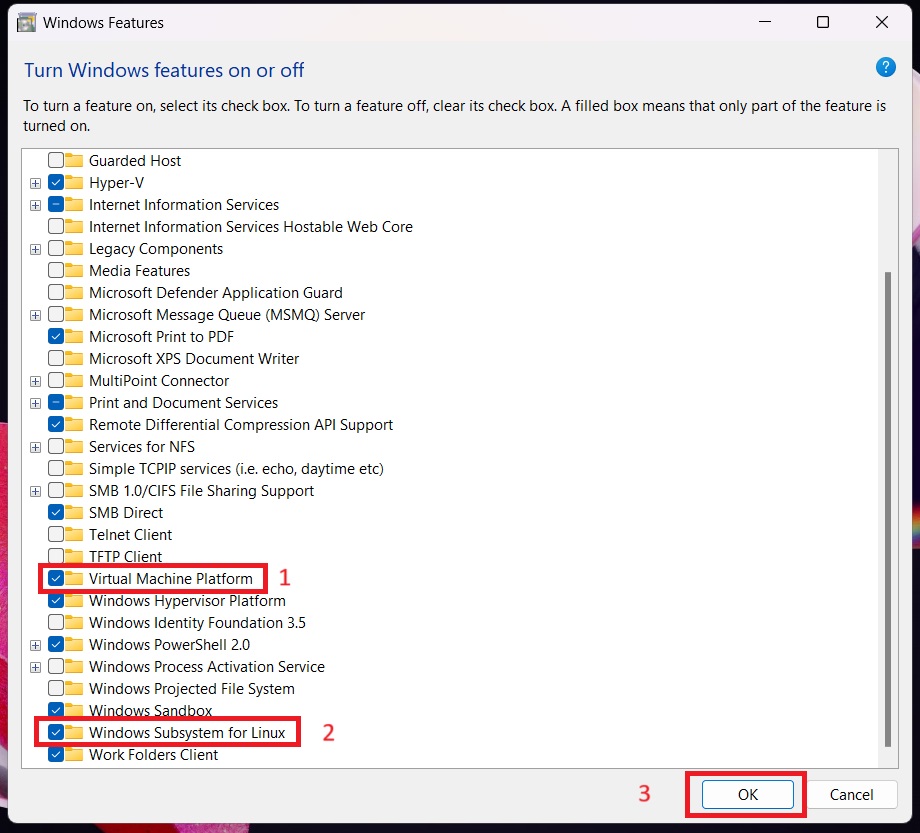 Windows Features
Turn Windows features on or off
?
To turn a feature on, select its check box. To turn a feature off, clear its check box. A filled box means that only part of the feature is
turned on.
Guarded Host
Hyper-V
Internet Information Services
Internet Information Services Hostable Web Core
Legacy Components
Media Features
Microsoft Defender Application Guard
Microsoft Message Queue (MSMQ) Server
Microsoft Print to PDF
Microsoft XPS Document Writer
MultiPoint Connector
Print and Document Services
Remote Differential Compression API Support
Services for NFS
Simple TCPIP services (i.e. echo, daytime etc)
SMB 1.0/CIFS File Sharing Support
SMB Direct
Telnet Client
TFTP Client
Virtual Machine Platform 1
Windows Hypervisor Platform
Windows Identity Foundation 3.5
Windows PowerShell 2.0
Windows Process Activation Service
Windows Projected File System
Windows Sandbox
Windows Subsystem for Linux 2
Work Folders Client
3 OK Cancel